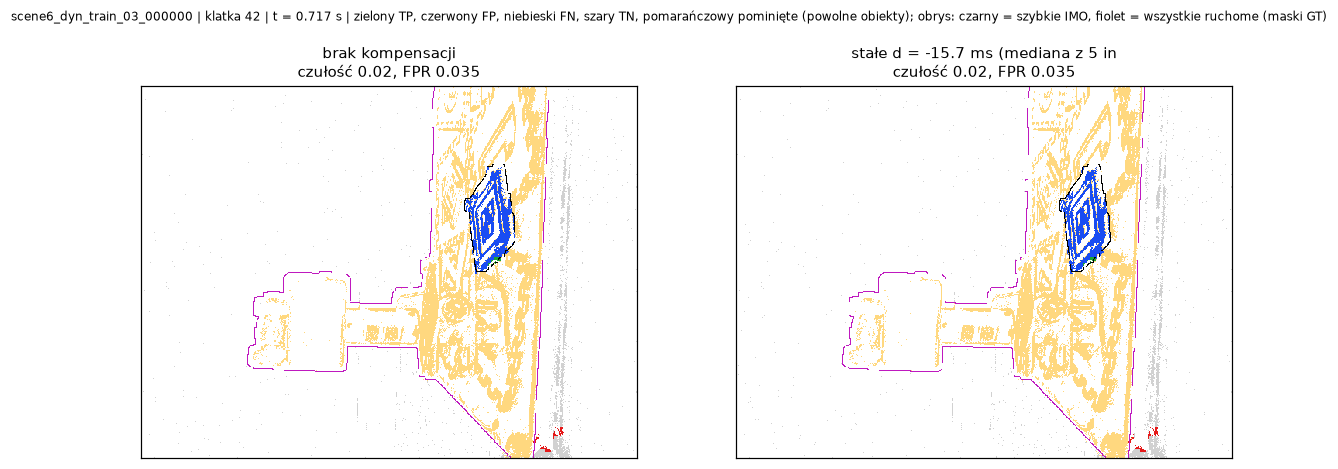 scene6_dyn_train_03_000000 | klatka 42 | t = 0.717 s | zielony TP, czerwony FP, niebieski FN, szary TN, pomarańczowy pominięte (powolne obiekty); obrys: czarny = szybkie IMO, fiolet = wszystkie ruchome (maski GT)
brak kompensacji
czułość 0.02, FPR 0.035
stałe d = -15.7 ms (mediana z 5 in
czułość 0.02, FPR 0.035